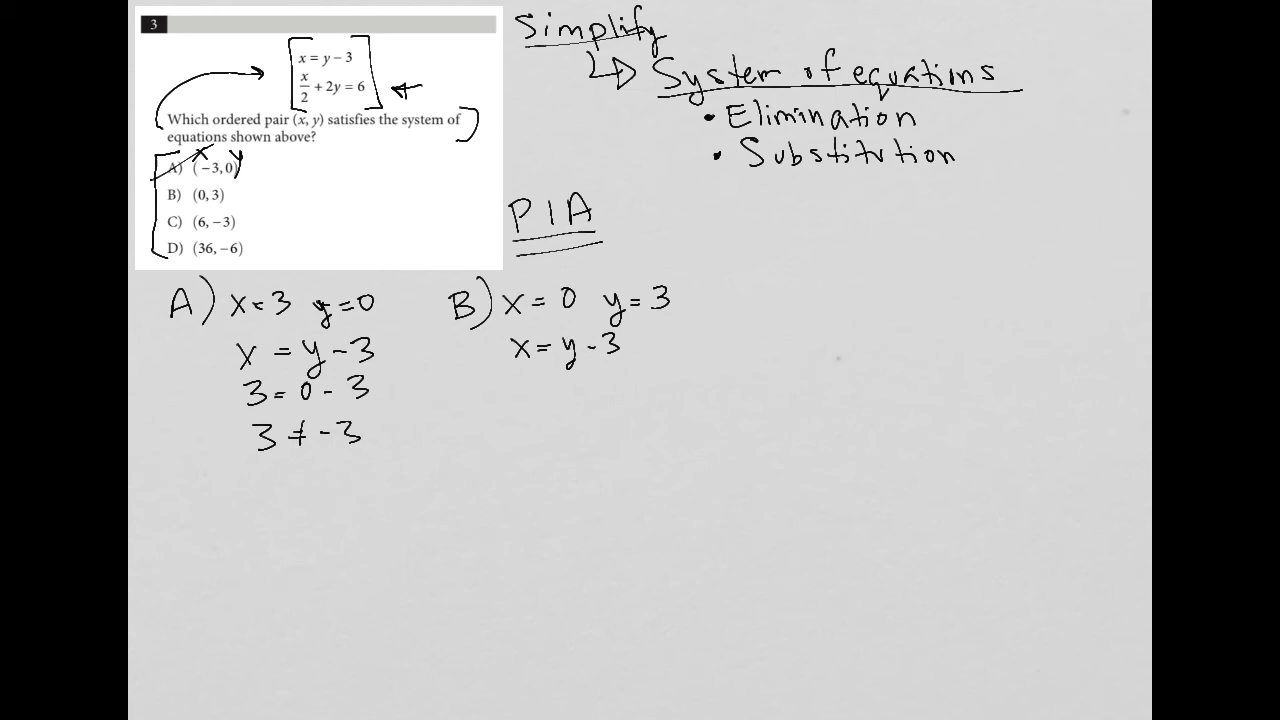 3
x = y − 3
x/2 + 2y = 6
Which ordered pair (x, y) satisfies the system of
equations shown above?
x y
A) (−3, 0)
B) (0, 3)
C) (6, −3)
D) (36, −6)
Simplify
System of equations
• Elimination
• Substitution
PIA
A) x = 3 y = 0
x = y − 3
3 = 0 − 3
3 ≠ −3
B) x = 0 y = 3
x = y − 3